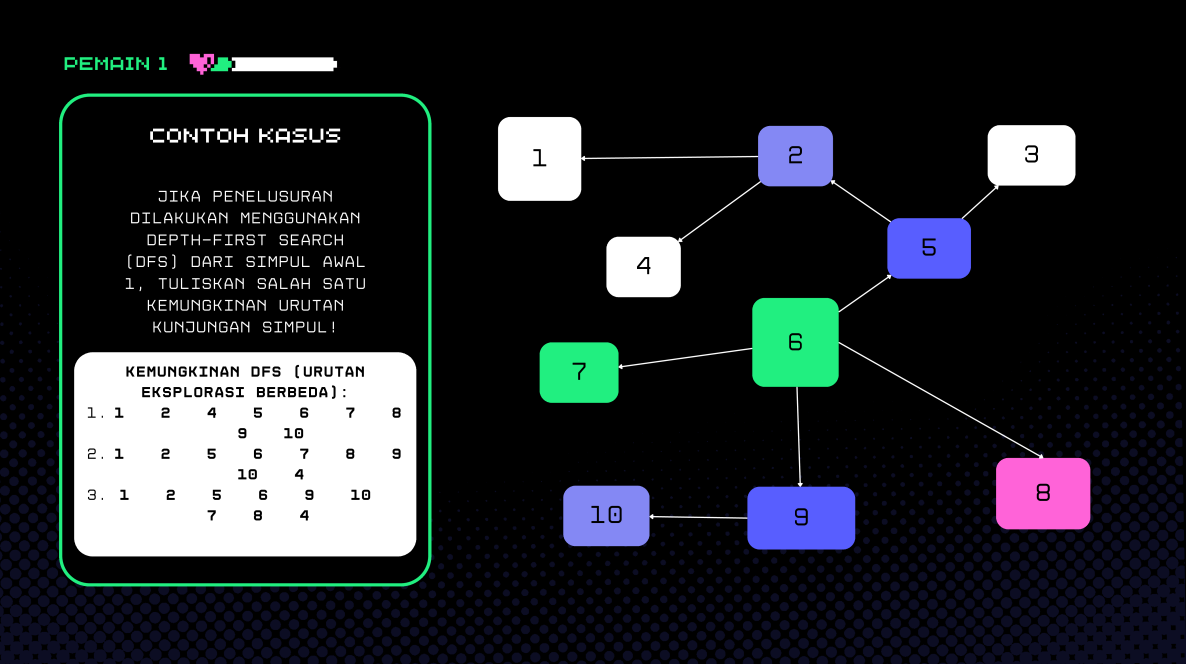 PEMAIN 1
CONTOH KASUS
JIKA PENELUSURAN
DILAKUKAN MENGGUNAKAN
DEPTH-FIRST SEARCH
(DFS) DARI SIMPUL AWAL
1, TULISKAN SALAH SATU
KEMUNGKINAN URUTAN
KUNJUNGAN SIMPUL!
KEMUNGKINAN DFS (URUTAN
EKSPLORASI BERBEDA):
1. 1 2 4 5 6 7 8
9 10
2. 1 2 5 6 7 8 9
10 4
3. 1 2 5 6 9 10
7 8 4
1
2
3
4
5
6
7
8
10
9